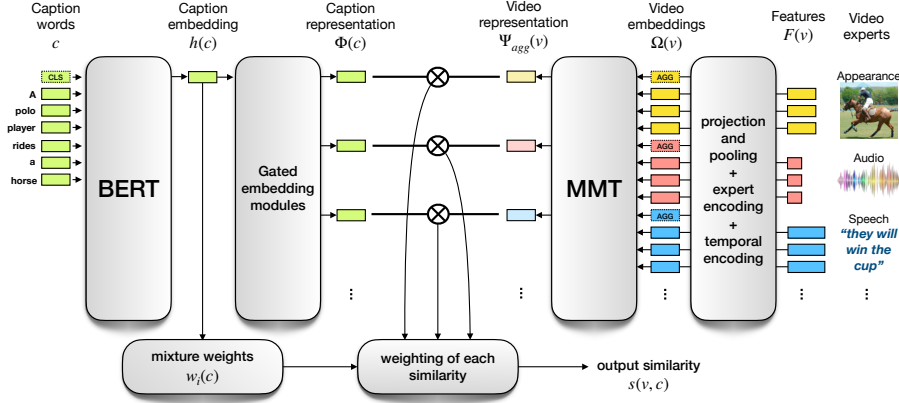 Caption
words
c
Caption
embedding
h(c)
Caption
representation
Φ(c)
Video
representation
Ψagg(v)
Video
embeddings
Ω(v)
Features
F(v)
Video
experts
CLS
A
polo
player
rides
a
horse
BERT
Gated
embedding
modules
MMT
AGG
AGG
AGG
projection
and
pooling
+
expert
encoding
+
temporal
encoding
Appearance
Audio
Speech
“they will
win the
cup”
mixture weights
wi(c)
weighting of each
similarity
output similarity
s(v, c)